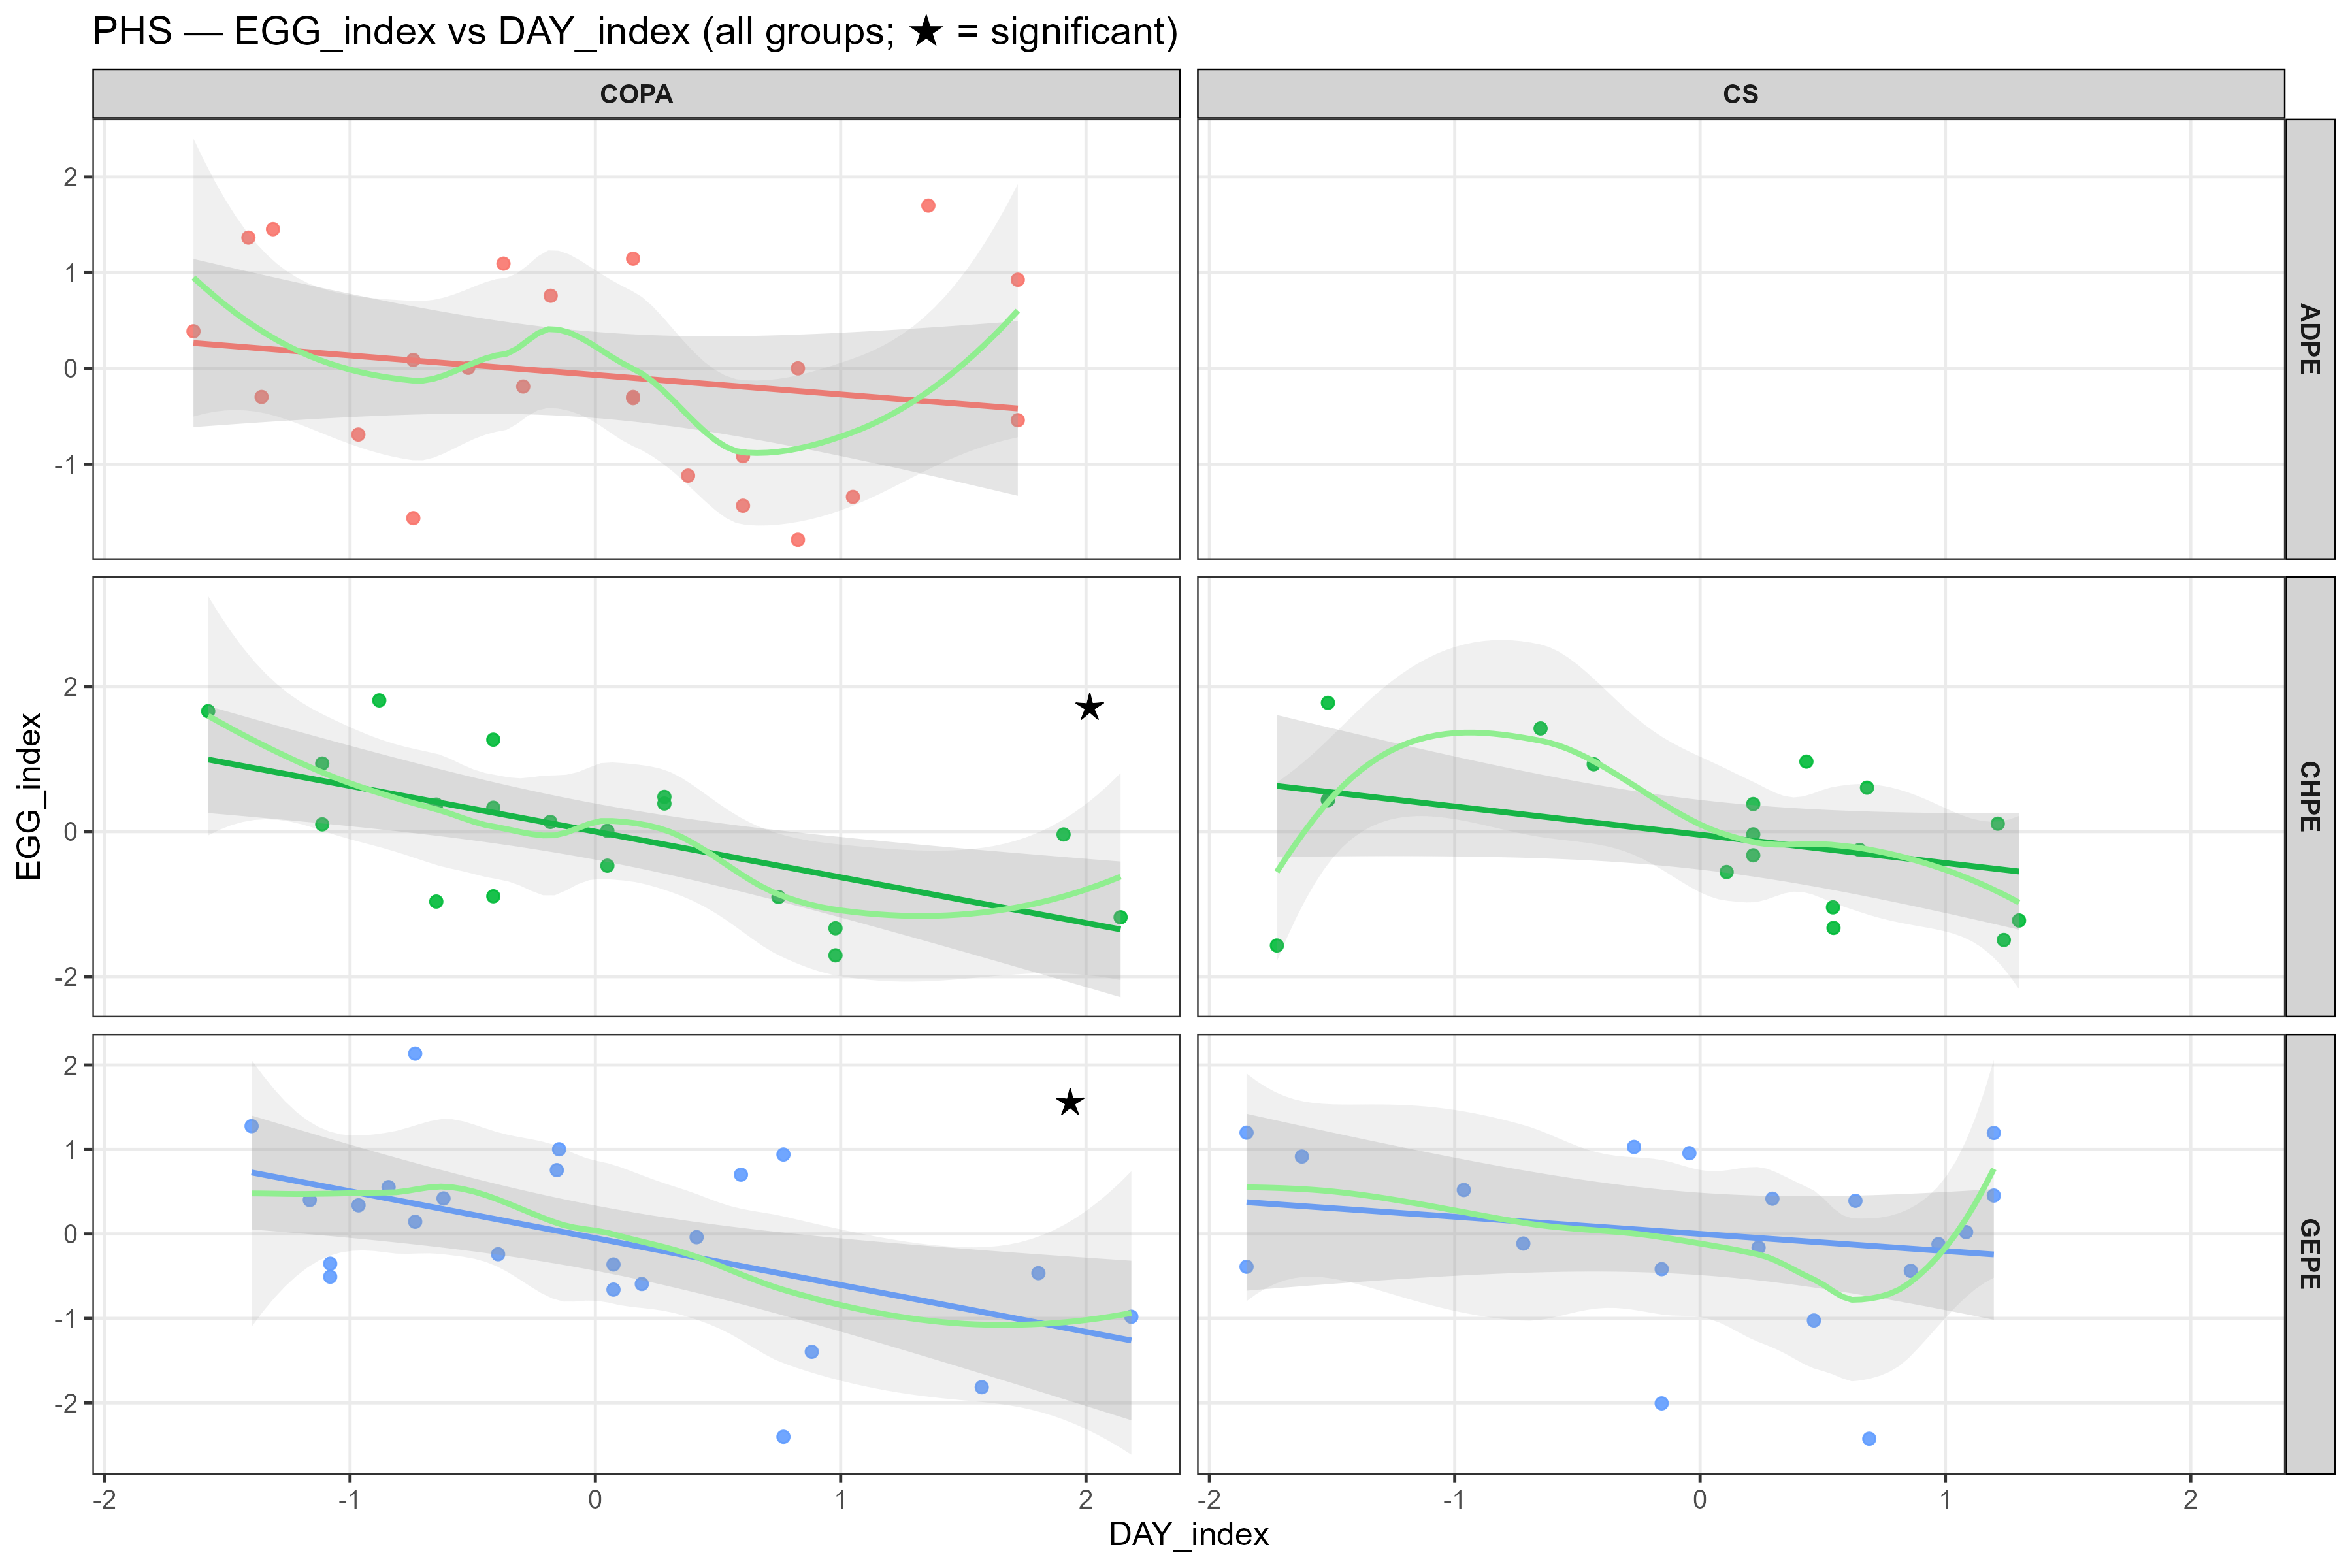 PHS — EGG_index vs DAY_index (all groups; ★ = significant)
COPA
CS
2
1
0
-1
ADPE
2
0
-2
CHPE
EGG_index
2
1
0
-1
-2
GEPE
-2
-1
0
1
2
-2
-1
0
1
2
DAY_index